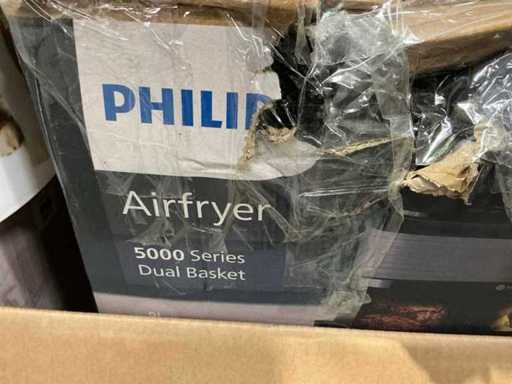 PHILIP
Airfryer
5000 Series
Dual Basket